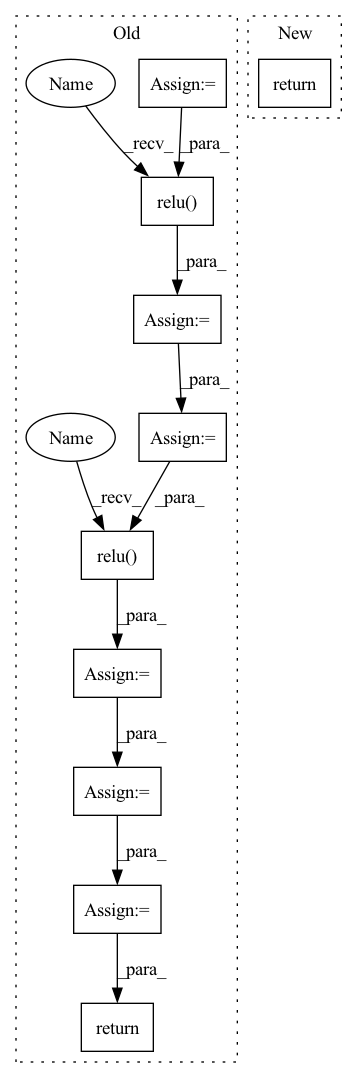 Old
New
Name
Assign:=
return
_recv_
_para_
relu()
_para_
Assign:=
_para_
Name
Assign:=
_recv_
_para_
relu()
_para_
Assign:=
_para_
Assign:=
_para_
Assign:=
_para_
return